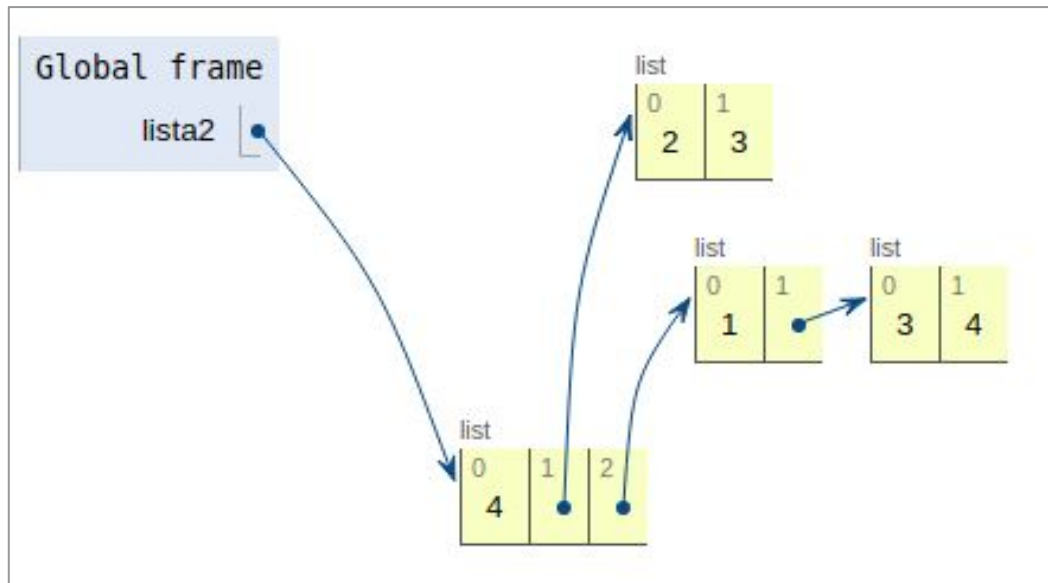 Global frame
lista2
list
0 1
2 3
list list
0 1 0 1
1 3 4
list
0 1 2
4